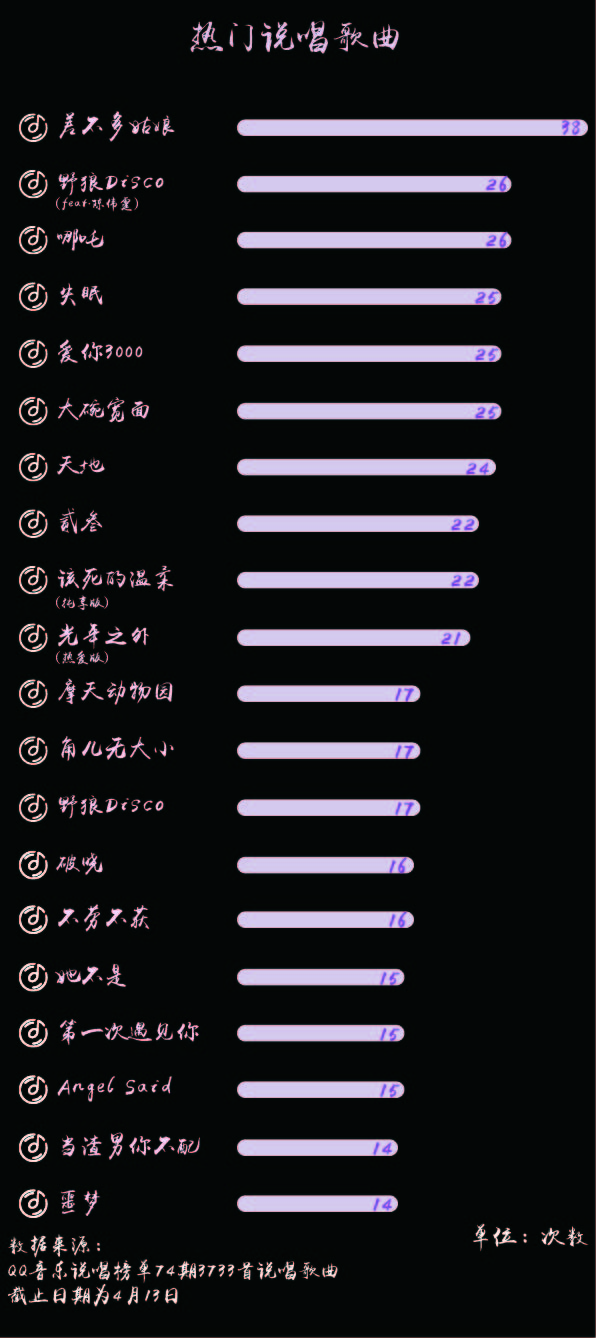 热门说唱歌曲
差不多姑娘 38
野狼Disco 26
(feat.陈伟霆)
哪吒 26
失眠 25
爱你3000 25
大碗宽面 25
天地 24
贰叁 22
该死的温柔 22
(纯享版)
光年之外 21
(热爱版)
摩天动物园 17
角儿无大小 17
野狼Disco 17
破晓 16
不劳不获 16
她不是 15
第一次遇见你 15
Angel Said 15
当渣男你不配 14
噩梦 14
单位：次数
数据来源：
QQ音乐说唱榜单74期3733首说唱歌曲
截止日期为4月13日